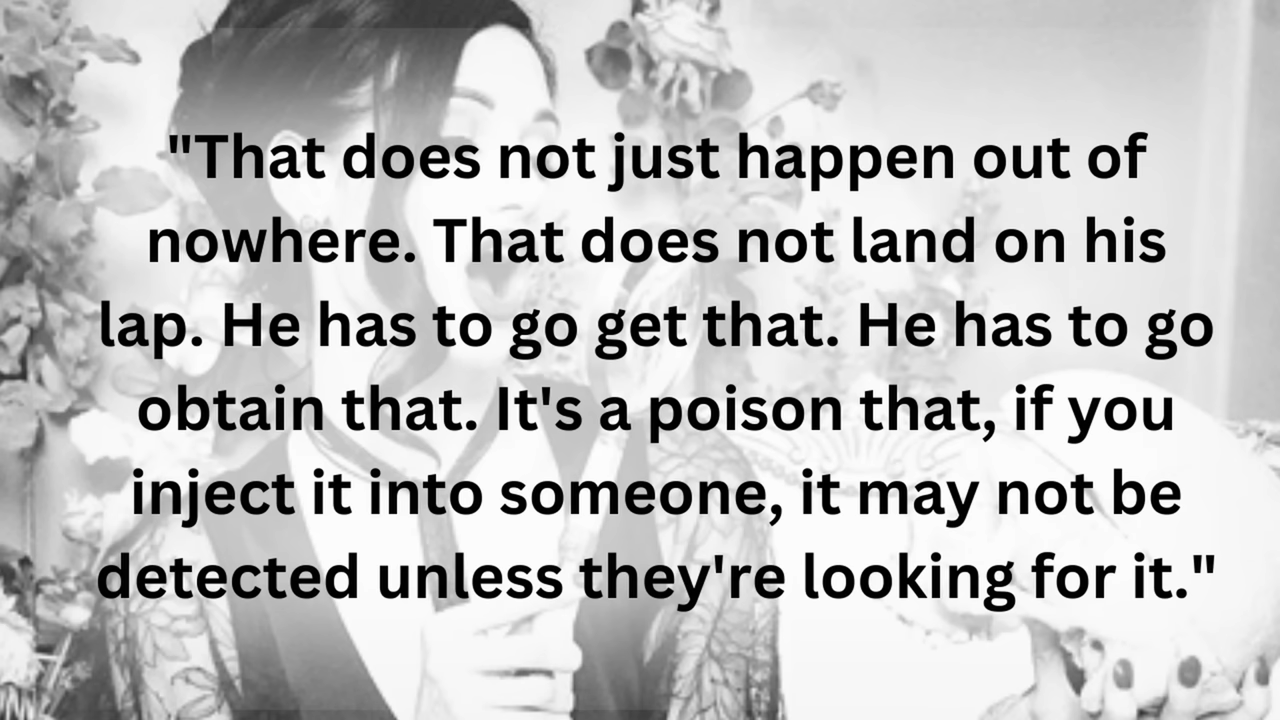 "That does not just happen out of
nowhere. That does not land on his
lap. He has to go get that. He has to go
obtain that. It's a poison that, if you
inject it into someone, it may not be
detected unless they're looking for it."